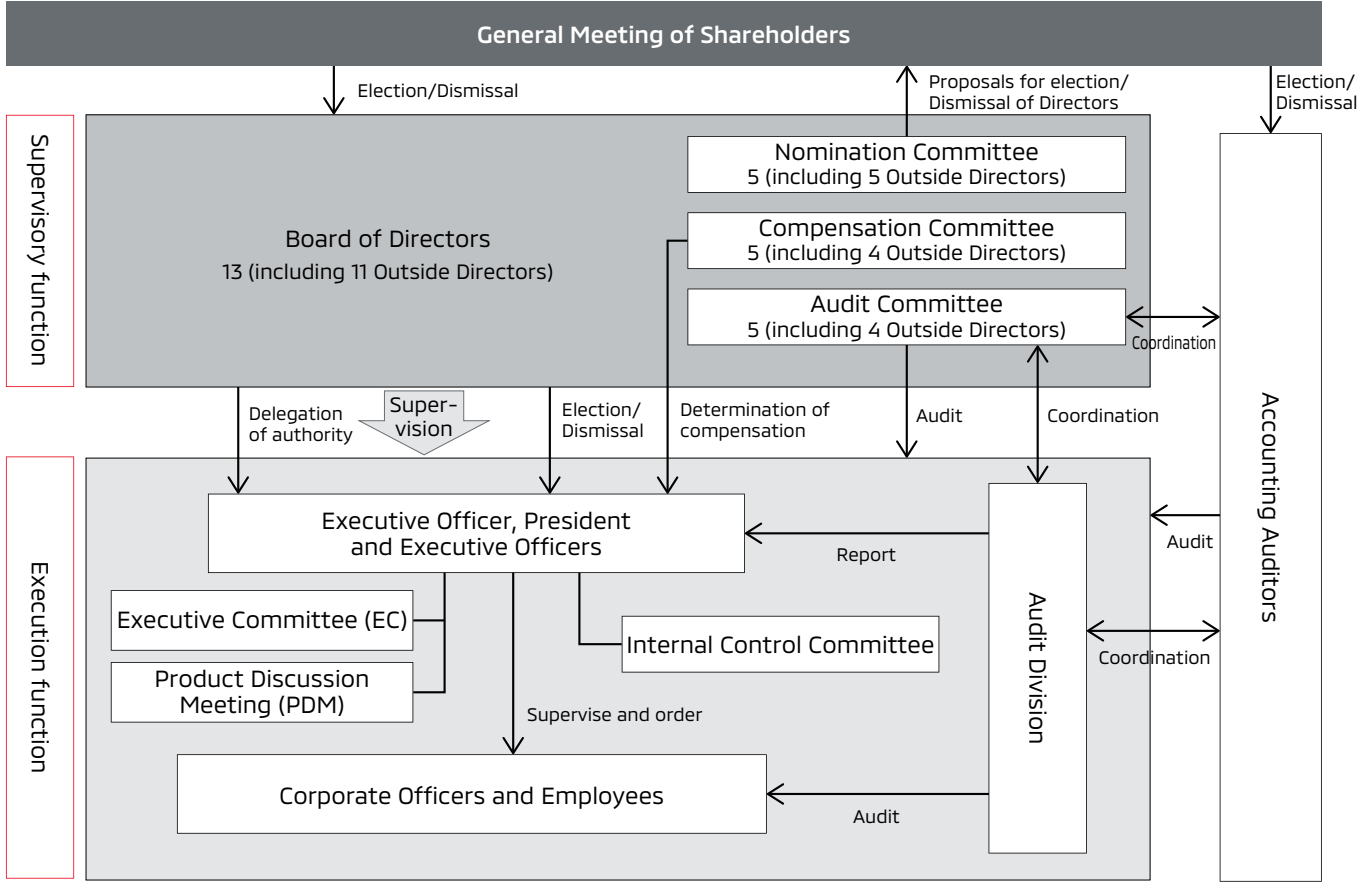 General Meeting of Shareholders
Election/Dismissal
Proposals for election/
Dismissal of Directors
Election/
Dismissal
Supervisory function
Board of Directors
13 (including 11 Outside Directors)
Nomination Committee
5 (including 5 Outside Directors)
Compensation Committee
5 (including 4 Outside Directors)
Audit Committee
5 (including 4 Outside Directors)
Coordination
Accounting Auditors
Delegation
of authority
Super-
vision
Election/
Dismissal
Determination of
compensation
Audit
Coordination
Execution function
Executive Officer, President
and Executive Officers
Report
Audit
Executive Committee (EC)
Product Discussion
Meeting (PDM)
Internal Control Committee
Audit Division
Coordination
Supervise and order
Corporate Officers and Employees
Audit